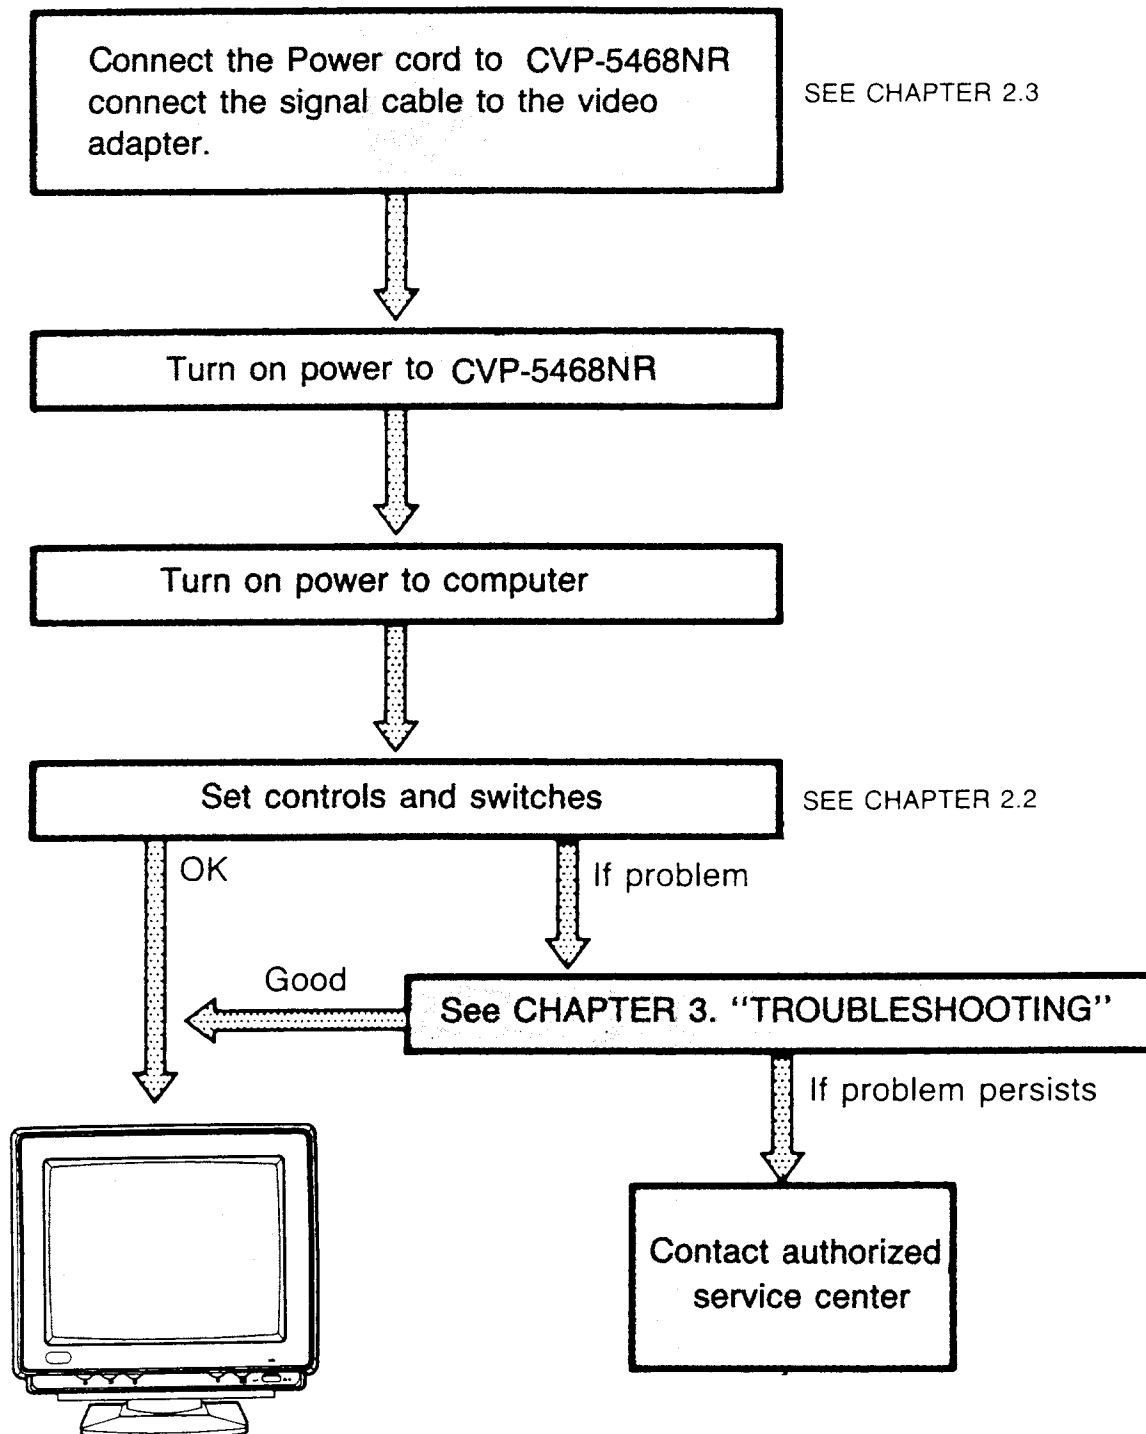 Connect the Power cord to CVP-5468NR
connect the signal cable to the video
adapter.
SEE CHAPTER 2.3
Turn on power to CVP-5468NR
Turn on power to computer
Set controls and switches
SEE CHAPTER 2.2
OK
If problem
Good
See CHAPTER 3. “TROUBLESHOOTING”
If problem persists
Contact authorized
service center